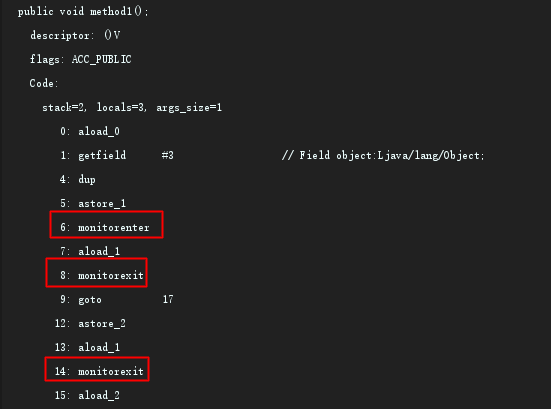 public void method1();
descriptor: ()V
flags: ACC_PUBLIC
Code:
stack=2, locals=3, args_size=1
0: aload_0
1: getfield #3 // Field object:Ljava/lang/Object;
4: dup
5: astore_1
6: monitorenter
7: aload_1
8: monitorexit
9: goto 17
12: astore_2
13: aload_1
14: monitorexit
15: aload_2